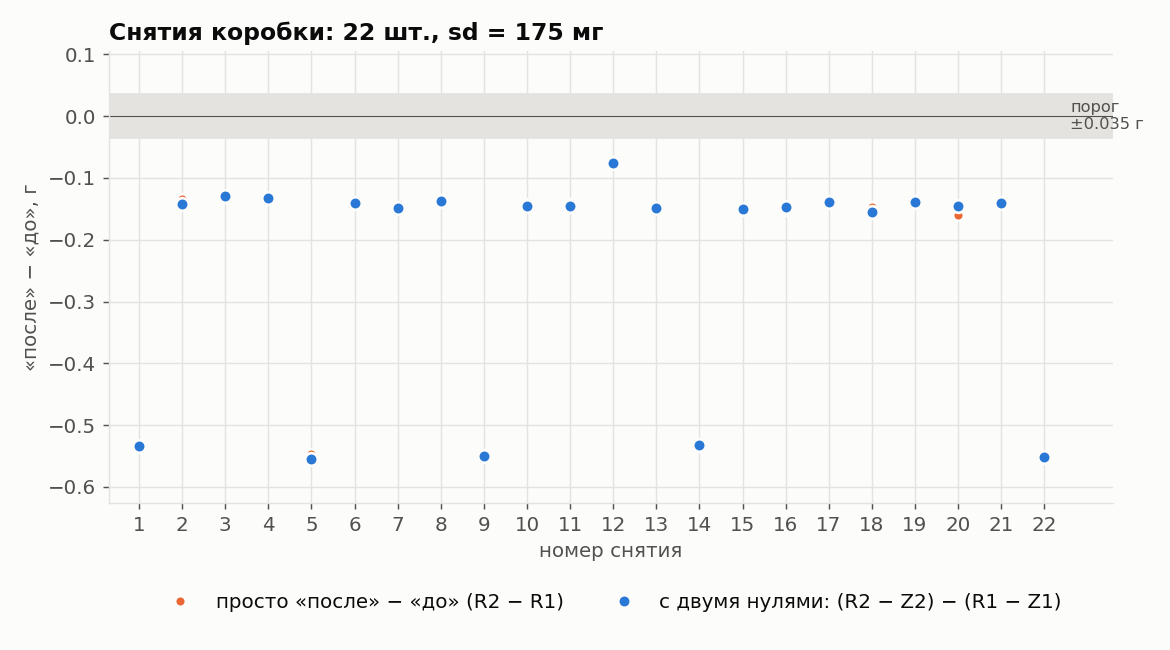 Снятия коробки: 22 шт., sd = 175 мг
0.1
0.0
−0.1
−0.2
−0.3
−0.4
−0.5
−0.6
«после» − «до», г
порог
±0.035 г
1 2 3 4 5 6 7 8 9 10 11 12 13 14 15 16 17 18 19 20 21 22
номер снятия
просто «после» − «до» (R2 − R1)
с двумя нулями: (R2 − Z2) − (R1 − Z1)